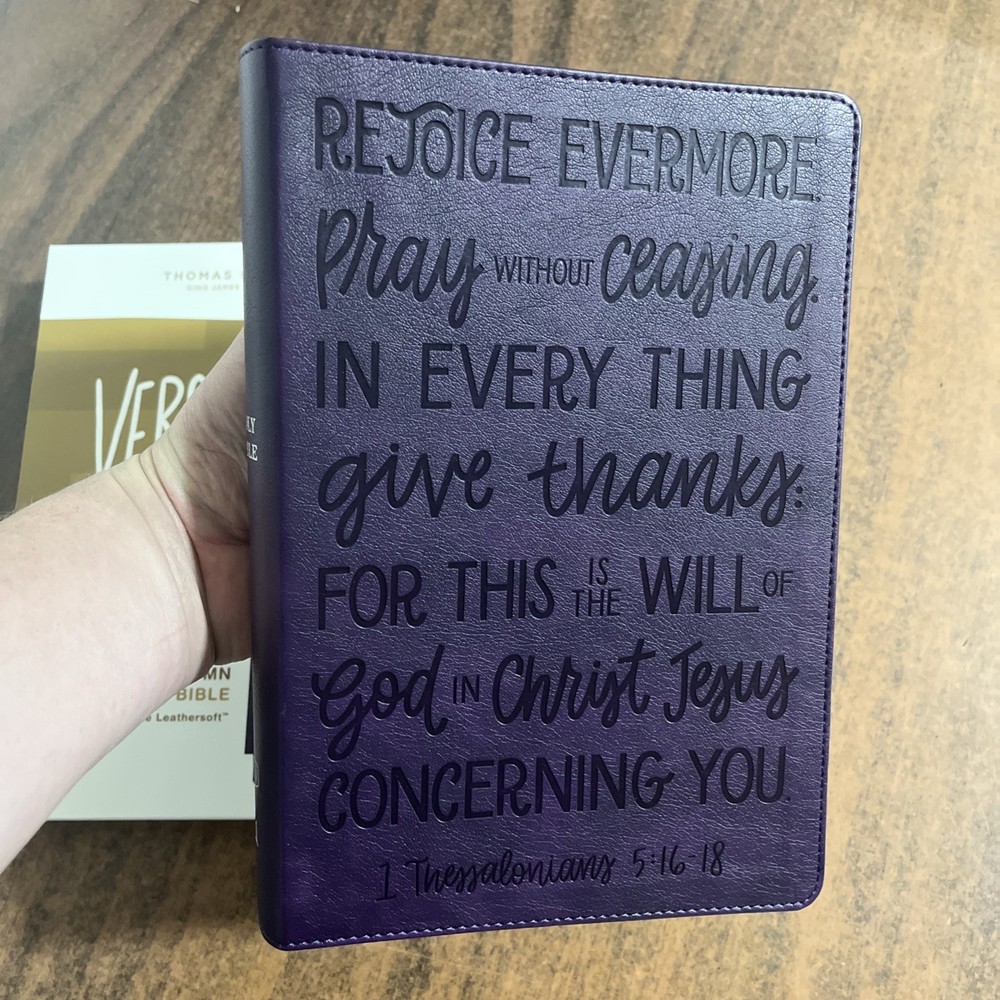 REJOICE EVERMORE.
Pray WITHOUT ceasing.
IN EVERY THING
give thanks:
FOR THIS IS THE WILL OF
God IN Christ Jesus
CONCERNING YOU.
1 Thessalonians 5:16-18
THOMAS
BIBLE
Leathersoft™